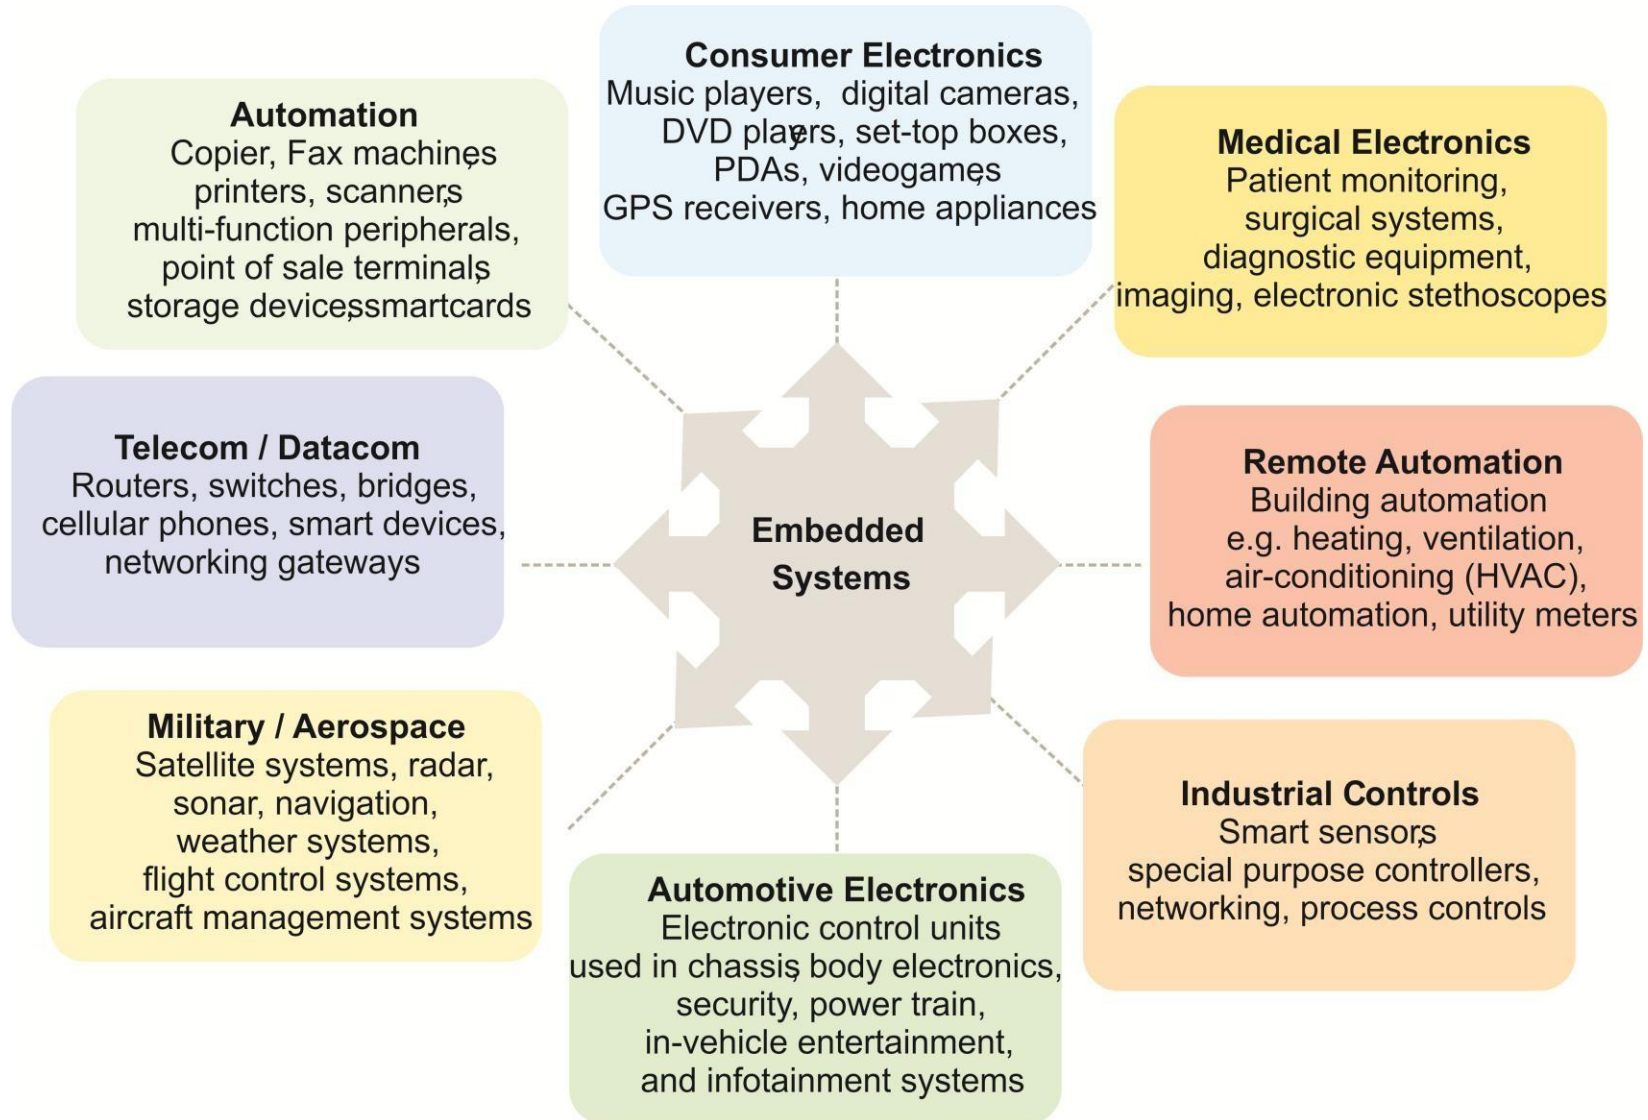 Consumer Electronics
Music players, digital cameras,
DVD players, set-top boxes,
PDAs, videogames,
GPS receivers, home appliances
Automation
Copier, Fax machines,
printers, scanners,
multi-function peripherals,
point of sale terminals,
storage devices,smartcards
Medical Electronics
Patient monitoring,
surgical systems,
diagnostic equipment,
imaging, electronic stethoscopes
Telecom / Datacom
Routers, switches, bridges,
cellular phones, smart devices,
networking gateways
Embedded
Systems
Remote Automation
Building automation
e.g. heating, ventilation,
air-conditioning (HVAC),
home automation, utility meters
Military / Aerospace
Satellite systems, radar,
sonar, navigation,
weather systems,
flight control systems,
aircraft management systems
Industrial Controls
Smart sensors,
special purpose controllers,
networking, process controls
Automotive Electronics
Electronic control units
used in chassis, body electronics,
security, power train,
in-vehicle entertainment,
and infotainment systems